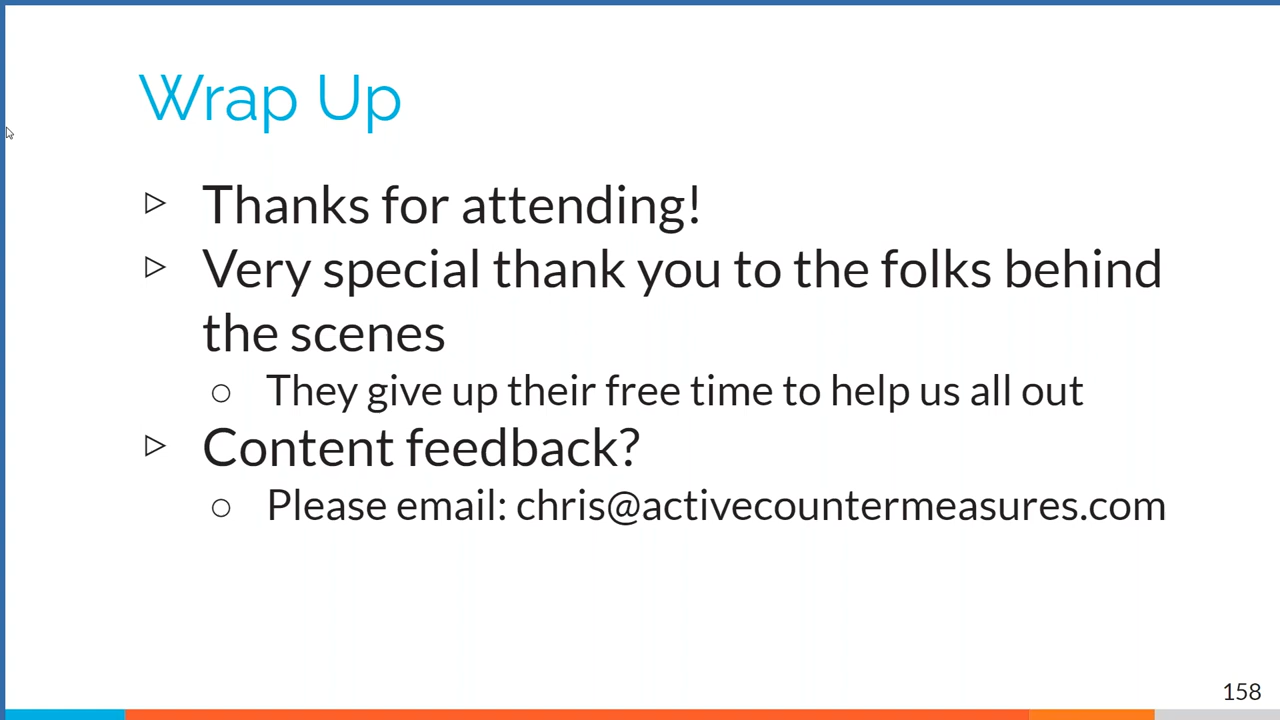 Wrap Up
▷ Thanks for attending!
▷ Very special thank you to the folks behind
the scenes
○ They give up their free time to help us all out
▷ Content feedback?
○ Please email: chris@activecountermeasures.com
158